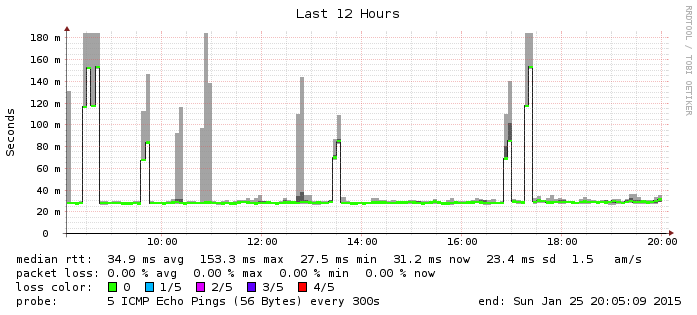 Last 12 Hours
RRDTOOL / TOBI OETIKER
Seconds
180 m
160 m
140 m
120 m
100 m
80 m
60 m
40 m
20 m
0
10:00 12:00 14:00 16:00 18:00 20:00
median rtt: 34.9 ms avg 153.3 ms max 27.5 ms min 31.2 ms now 23.4 ms sd 1.5 am/s
packet loss: 0.00 % avg 0.00 % max 0.00 % min 0.00 % now
loss color: 0 1/5 2/5 3/5 4/5
probe: 5 ICMP Echo Pings (56 Bytes) every 300s end: Sun Jan 25 20:05:09 2015